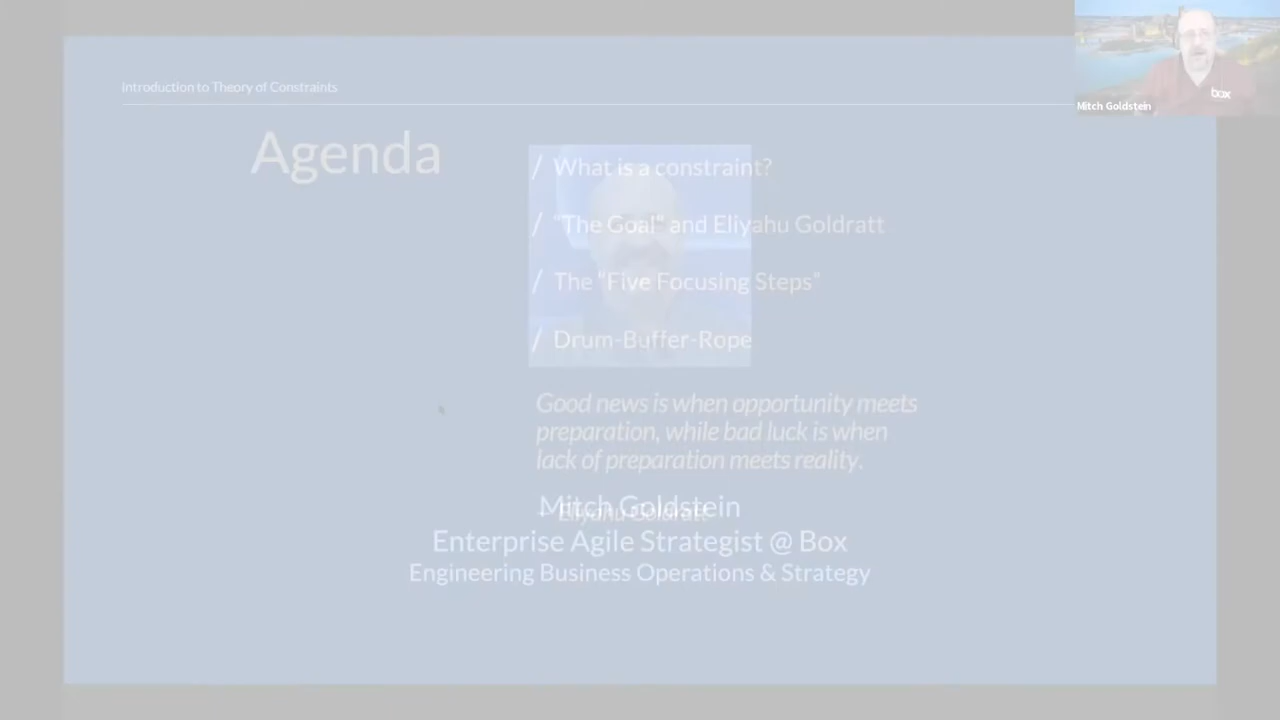 Introduction to Theory of Constraints
Agenda
/ What is a constraint?
/ "The Goal" and Eliyahu Goldratt
/ The "Five Focusing Steps"
/ Drum-Buffer-Rope
Good news is when opportunity meets
preparation, while bad luck is when
lack of preparation meets reality.
- Eliyahu Goldratt
Mitch Goldstein
Enterprise Agile Strategist @ Box
Engineering Business Operations & Strategy
box
Mitch Goldstein